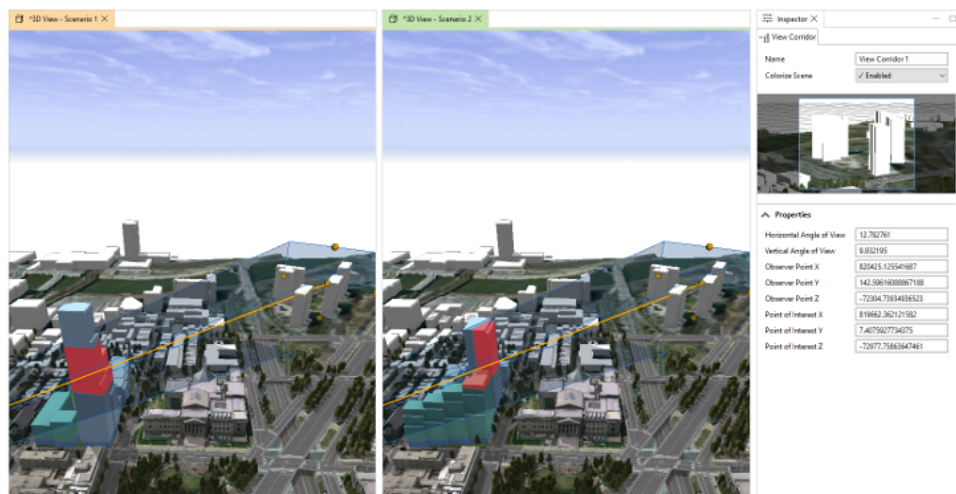 *3D View - Scenario 1
*3D View - Scenario 2
Inspector
View Corridor
Name View Corridor 1
Colorize Scene ✓ Enabled
Properties
Horizontal Angle of View 12.782761
Vertical Angle of View 9.932195
Observer Point X 820425.125541687
Observer Point Y 142.59616088867188
Observer Point Z -72304.73934936523
Point of Interest X 819662.362121582
Point of Interest Y 7.4075927734375
Point of Interest Z -72977.75863647461